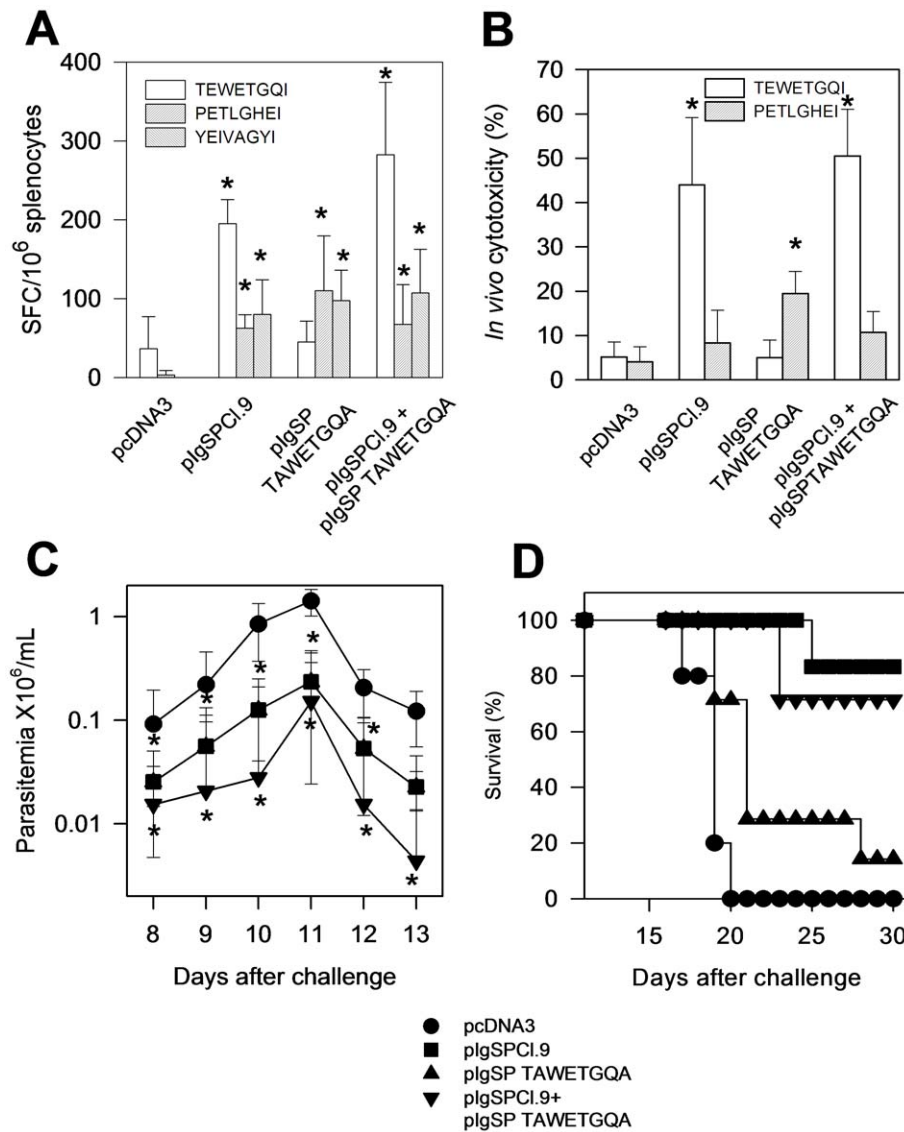 A
SFC/10⁶ splenocytes
400
300
200
100
0
TEWETGQI
PETLGHEI
YEIVAGYI
*
*
*
*
*
*
*
*
pcDNA3
pIgSPCl.9
pIgSP
TAWETGQA
pIgSPCl.9 +
pIgSP TAWETGQA
B
In vivo cytotoxicity (%)
70
60
50
40
30
20
10
0
TEWETGQI
PETLGHEI
*
*
*
pcDNA3
pIgSPCl.9
pIgSP
TAWETGQA
pIgSPCl.9 +
pIgSPTAWETGQA
C
Parasitemia X10⁶/mL
1
0.1
0.01
*
*
*
*
*
*
*
*
*
*
*
8 9 10 11 12 13
Days after challenge
D
Survival (%)
100
80
60
40
20
0
15 20 25 30
Days after challenge
pcDNA3
pIgSPCl.9
pIgSP TAWETGQA
pIgSPCl.9+
pIgSP TAWETGQA